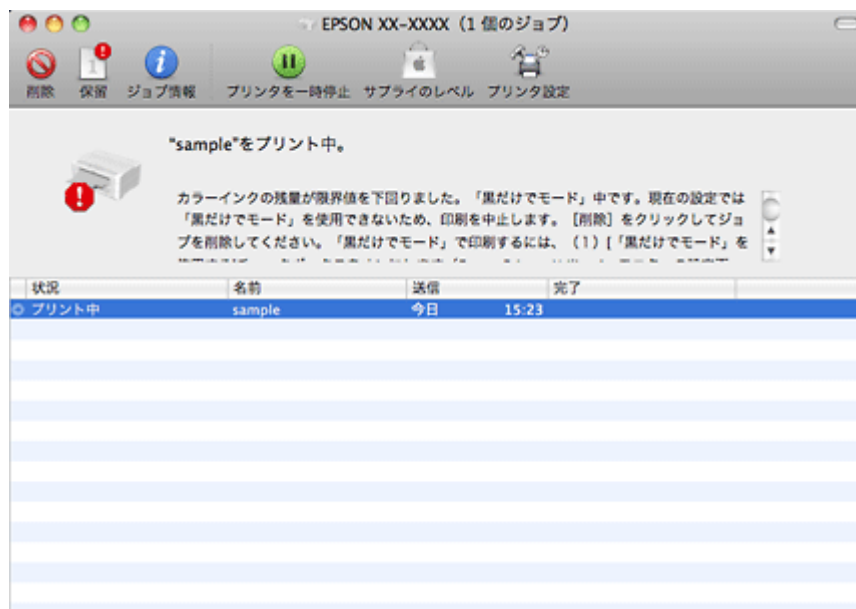 EPSON XX-XXXX（1 個のジョブ）
削除 保留 ジョブ情報 プリンタを一時停止 サプライのレベル プリンタ設定
"sample"をプリント中。
カラーインクの残量が限界値を下回りました。「黒だけでモード」中です。現在の設定では
「黒だけでモード」を使用できないため、印刷を中止します。［削除］をクリックしてジョ
ブを削除してください。「黒だけでモード」で印刷するには、（1）[「黒だけでモード」を
状況 名前 送信 完了
プリント中 sample 今日 15:23